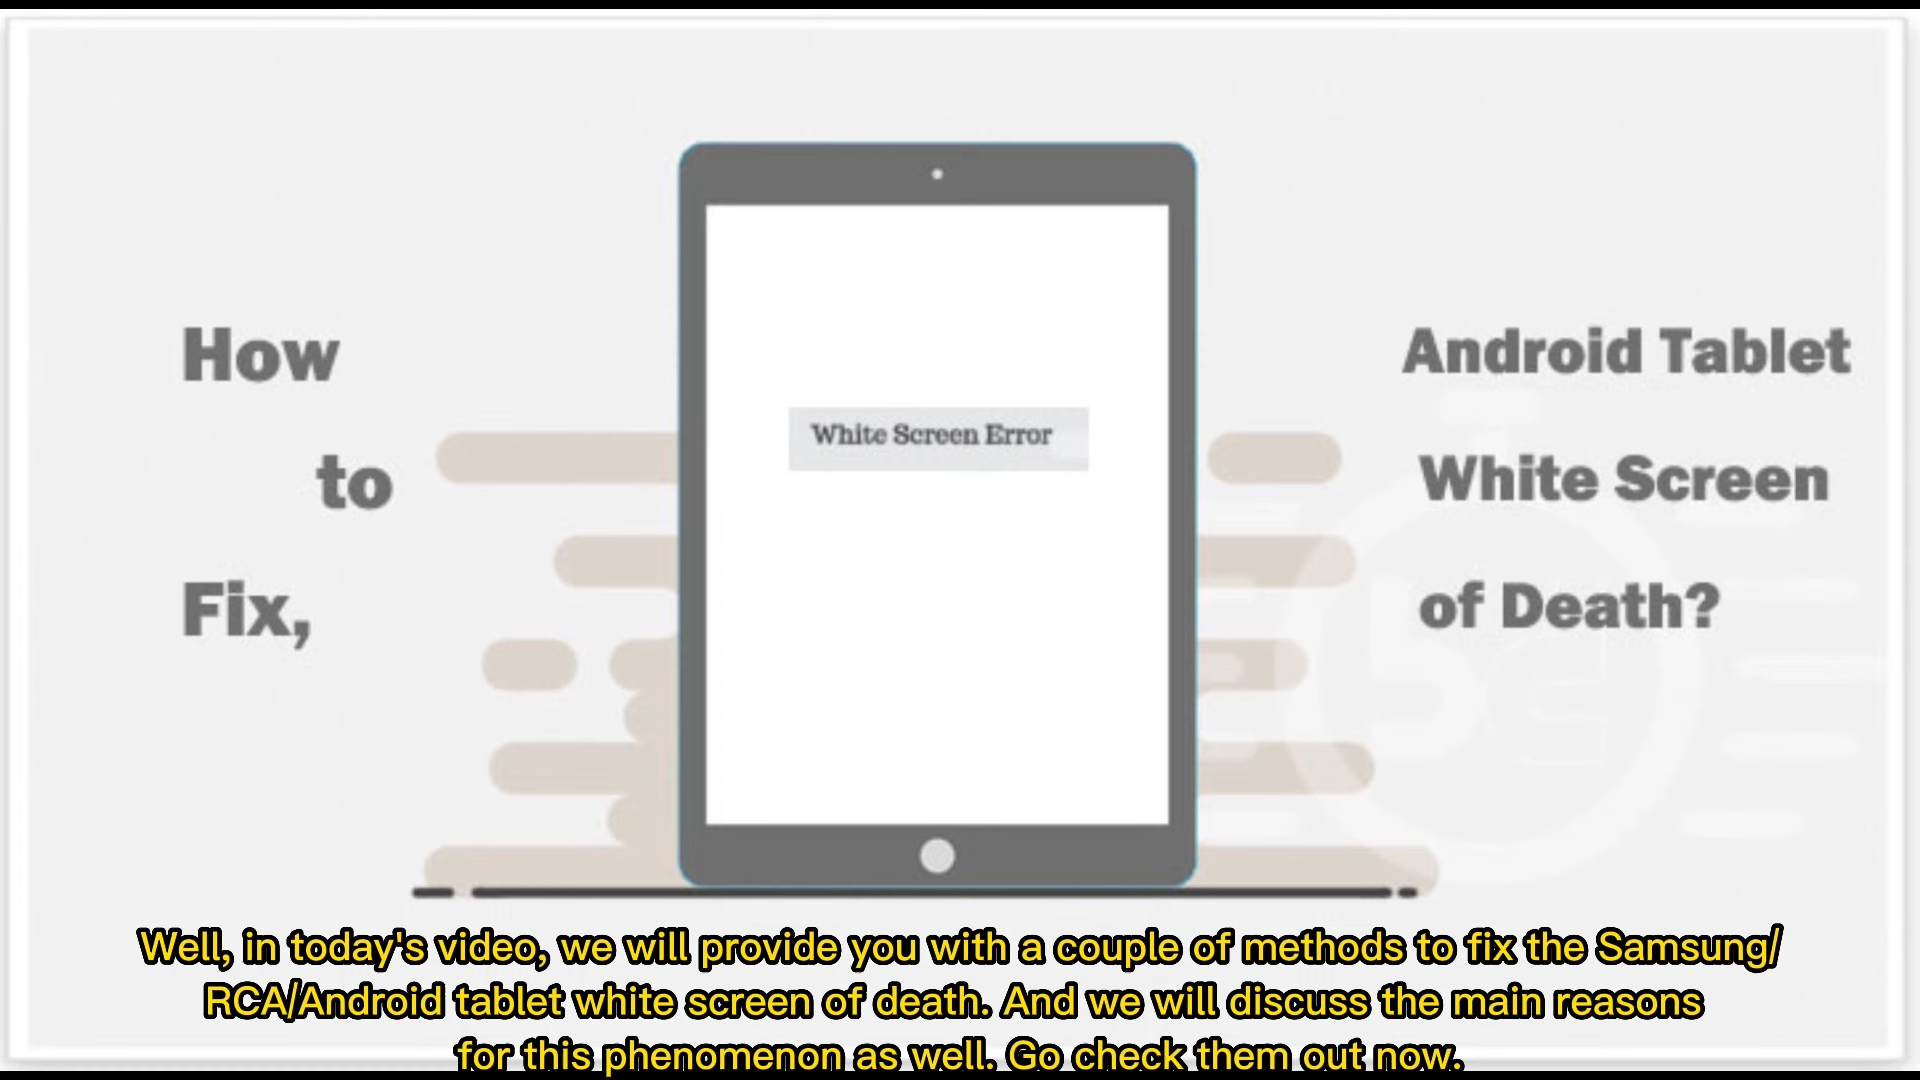 How
to
Fix,
White Screen Error
Android Tablet
White Screen
of Death?
Well, in today's video, we will provide you with a couple of methods to fix the Samsung/
RCA/Android tablet white screen of death. And we will discuss the main reasons
for this phenomenon as well. Go check them out now.